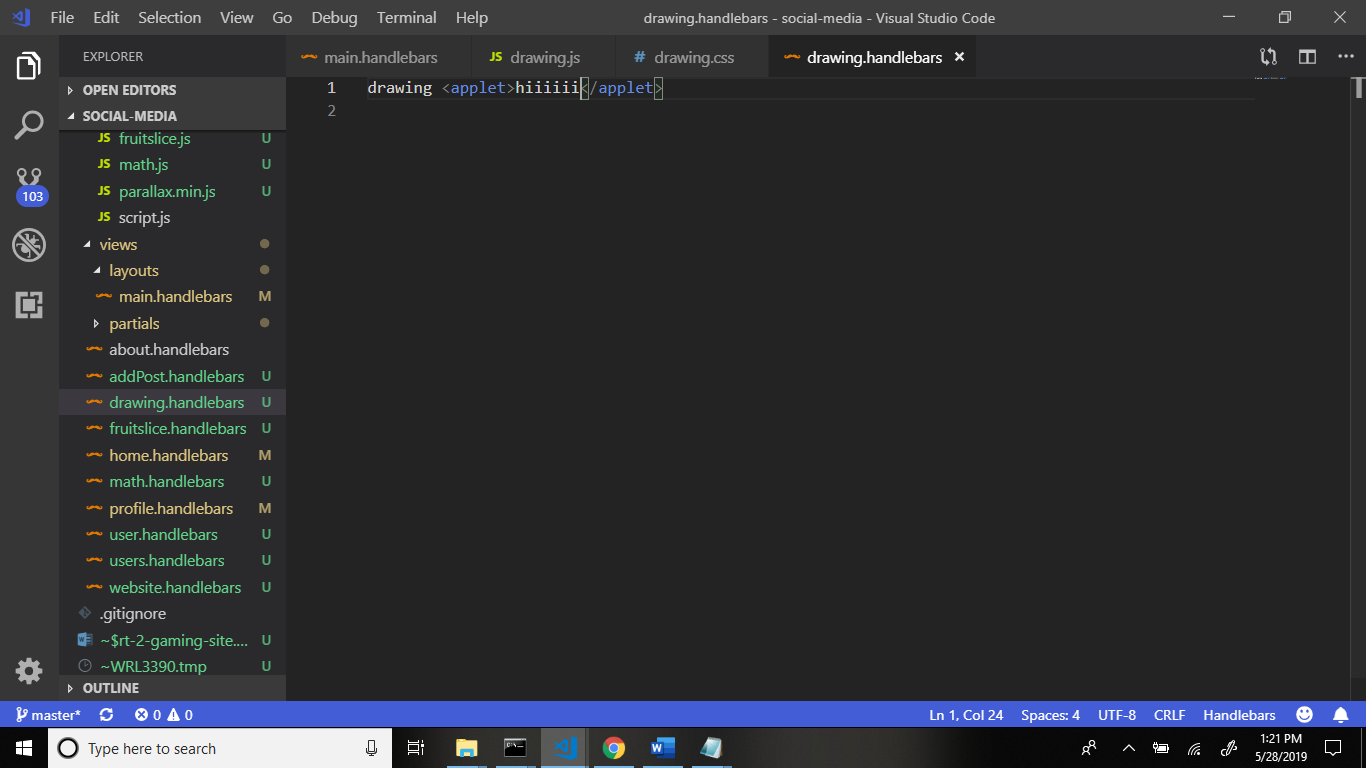 File Edit Selection View Go Debug Terminal Help drawing.handlebars - social-media - Visual Studio Code
EXPLORER
main.handlebars JS drawing.js # drawing.css drawing.handlebars ×
OPEN EDITORS
SOCIAL-MEDIA
JS fruitslice.js U
JS math.js U
JS parallax.min.js U
JS script.js
views
layouts
main.handlebars M
partials
about.handlebars
addPost.handlebars U
drawing.handlebars U
fruitslice.handlebars U
home.handlebars M
math.handlebars U
profile.handlebars M
user.handlebars U
users.handlebars U
website.handlebars U
.gitignore
~$rt-2-gaming-site.... U
~WRL3390.tmp U
OUTLINE
103
1 drawing <applet>hiiiiii</applet>
2
master* 0 0 Ln 1, Col 24 Spaces: 4 UTF-8 CRLF Handlebars
Type here to search
1:21 PM
5/28/2019